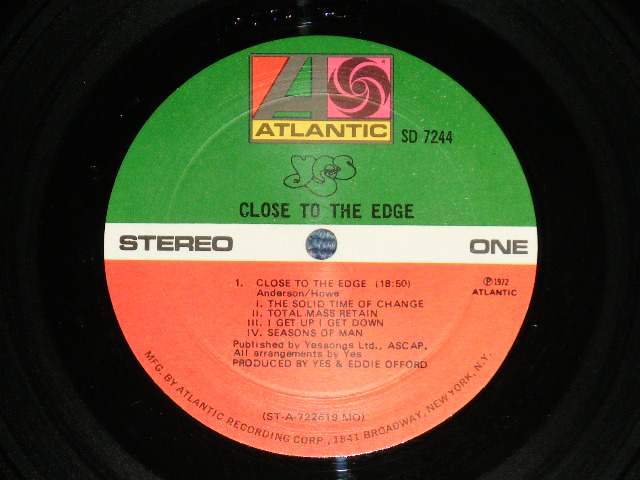 ATLANTIC
SD 7244
yes
CLOSE TO THE EDGE
STEREO
ONE
1. CLOSE TO THE EDGE (18:50)
Anderson/Howe
I. THE SOLID TIME OF CHANGE
II. TOTAL MASS RETAIN
III. I GET UP I GET DOWN
IV. SEASONS OF MAN
Published by Yessongs Ltd., ASCAP.
All arrangements by Yes
PRODUCED BY YES & EDDIE OFFORD
℗1972
ATLANTIC
(ST-A-722619 MO)
MFG. BY ATLANTIC RECORDING CORP., 1841 BROADWAY, NEW YORK, N.Y.